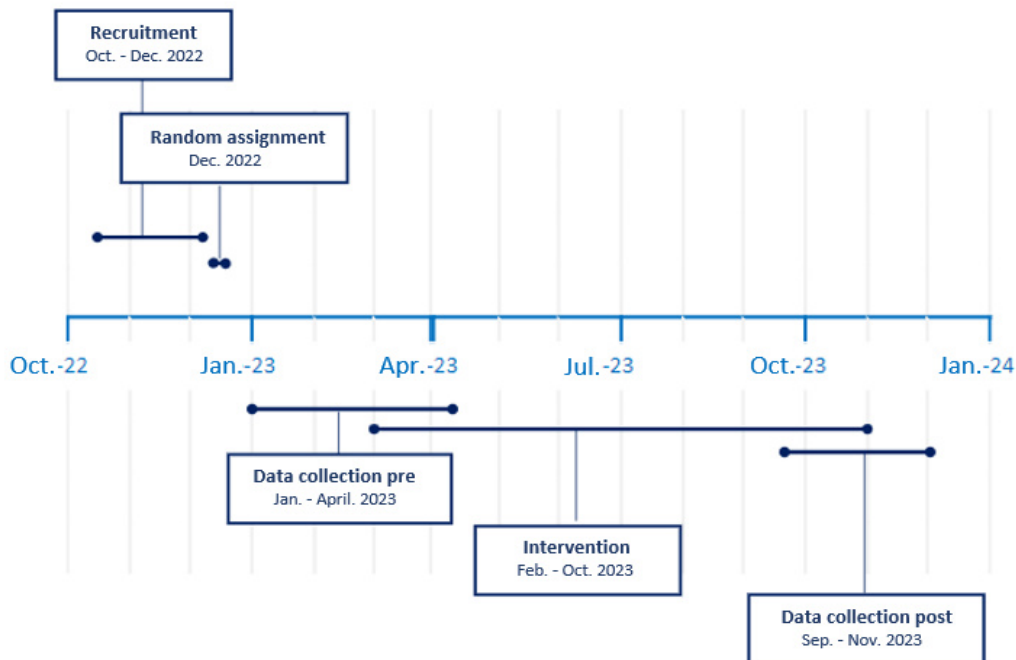 Recruitment
Oct. - Dec. 2022
Random assignment
Dec. 2022
Oct.-22
Jan.-23
Apr.-23
Jul.-23
Oct.-23
Jan.-24
Data collection pre
Jan. - April. 2023
Intervention
Feb. - Oct. 2023
Data collection post
Sep. - Nov. 2023